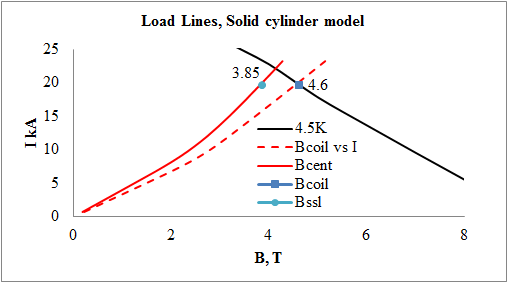 Load Lines, Solid cylinder model
25
20
15
10
5
0
I kA
3.85
4.6
4.5K
Bcoil vs I
Bcent
Bcoil
Bssl
0 2 4 6 8
B, T